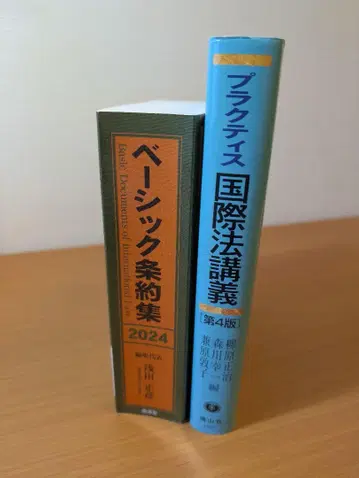 ベーシック条約集
Basic Documents of International Law
2024
編集代表
浅田正彦
東信堂
プラクティス
国際法講義
[第4版]
柳原正治
森川幸一
兼原敦子
編
信山社